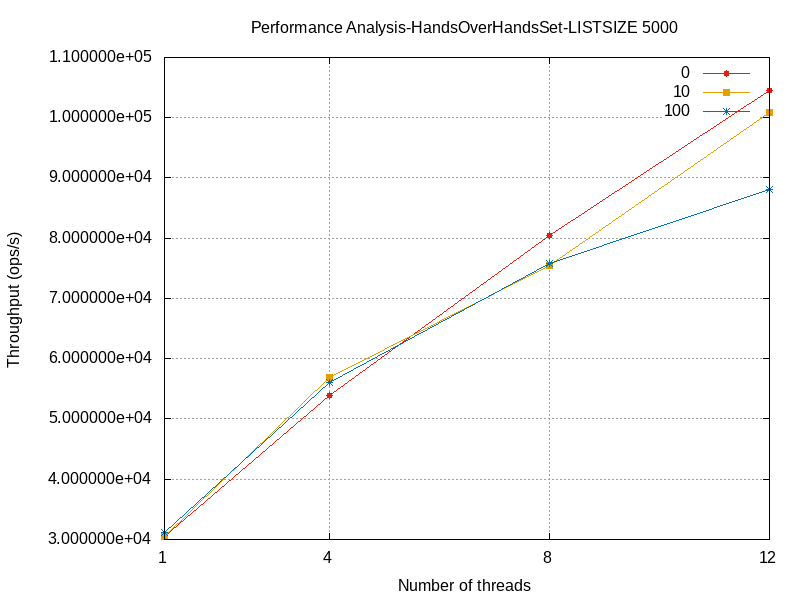 Performance Analysis-HandsOverHandsSet-LISTSIZE 5000
1.100000e+05
1.000000e+05
9.000000e+04
8.000000e+04
7.000000e+04
6.000000e+04
5.000000e+04
4.000000e+04
3.000000e+04
Throughput (ops/s)
0
10
100
1 4 8 12
Number of threads